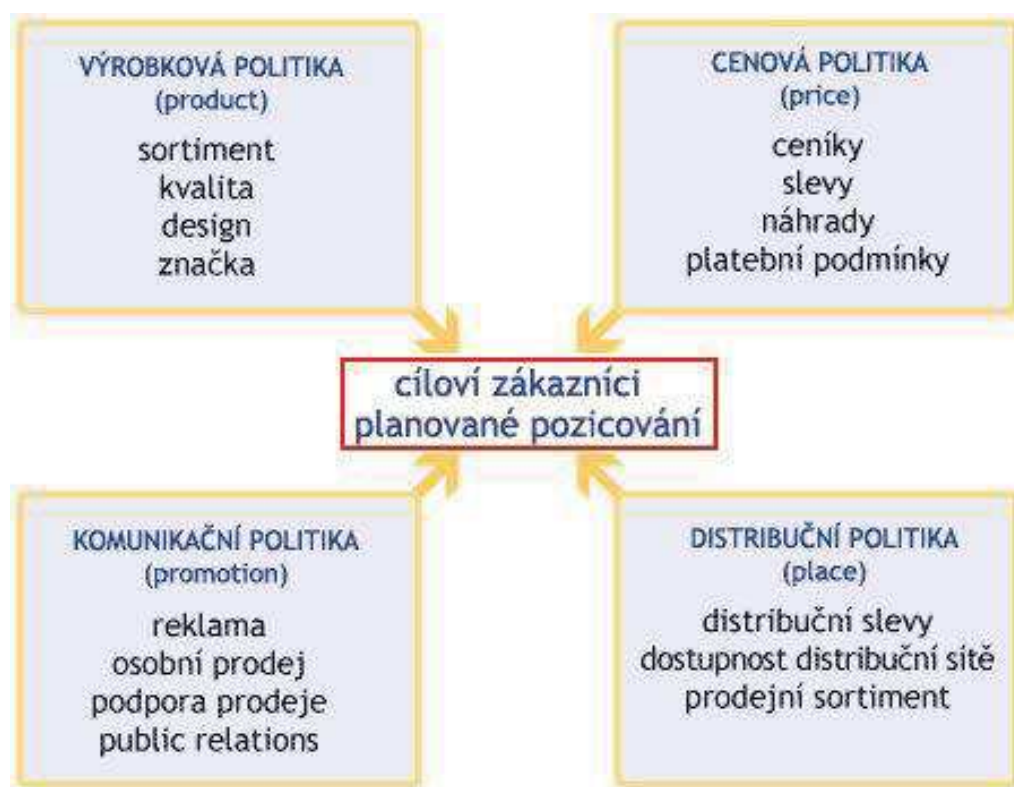 VÝROBKOVÁ POLITIKA
(product)
sortiment
kvalita
design
značka
CENOVÁ POLITIKA
(price)
ceníky
slevy
náhrady
platební podmínky
cíloví zákazníci
planované pozicování
KOMUNIKAČNÍ POLITIKA
(promotion)
reklama
osobní prodej
podpora prodeje
public relations
DISTRIBUČNÍ POLITIKA
(place)
distribuční slevy
dostupnost distribuční sítě
prodejní sortiment